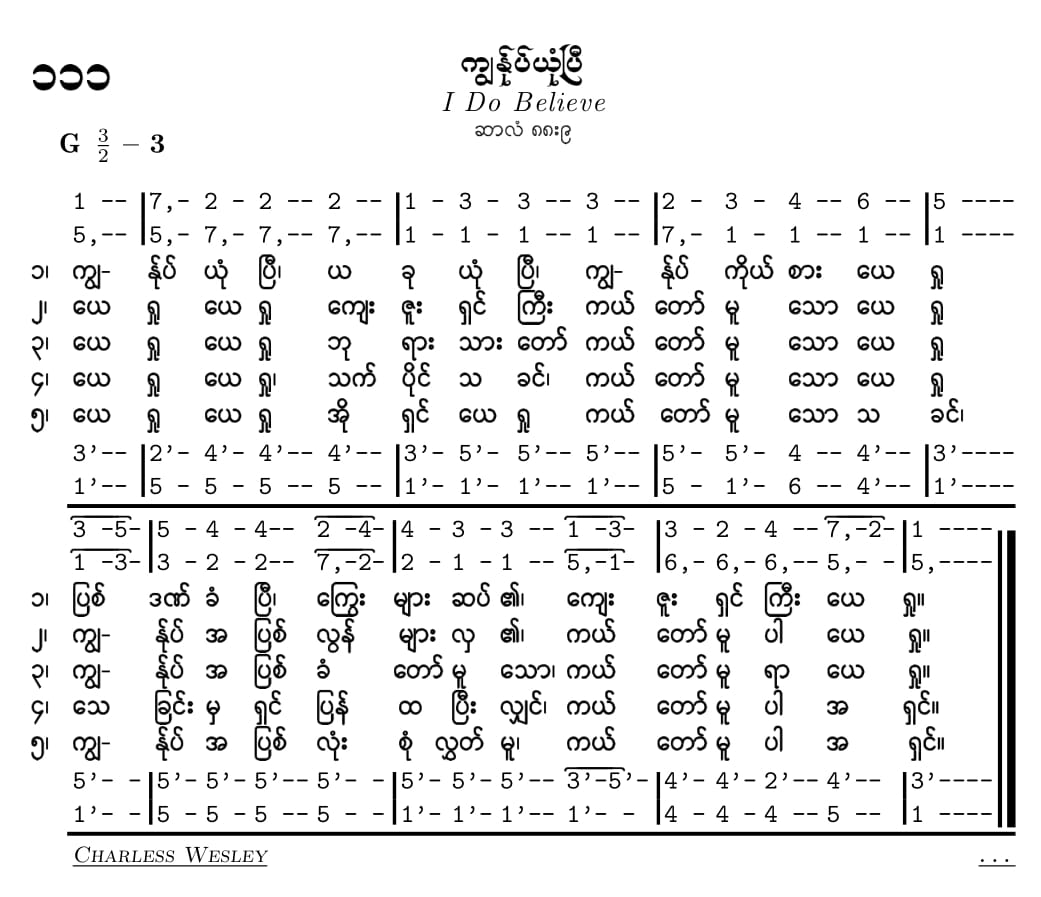 ၁၁၁
ကျွန်ုပ်ယုံပြီ
I Do Believe
ဆာလံ ၈၈း၉
G 3/2 – 3
1 -- |7,- 2 - 2 -- 2 -- |1 - 3 - 3 -- 3 -- |2 - 3 - 4 -- 6 -- |5 ----
5,-- |5,- 7,- 7,-- 7,-- |1 - 1 - 1 -- 1 -- |7,- 1 - 1 -- 1 -- |1 ----
၁၊ ကျွ- န်ုပ် ယုံ ပြီ၊ ယ ခု ယုံ ပြီ၊ ကျွ- န်ုပ် ကိုယ် စား ယေ ရှု
၂၊ ယေ ရှု ယေ ရှု ကျေး ဇူး ရှင် ကြီး ကယ် တော် မူ သော ယေ ရှု
၃၊ ယေ ရှု ယေ ရှု ဘု ရား သား တော် ကယ် တော် မူ သော ယေ ရှု
၄၊ ယေ ရှု ယေ ရှု၊ သက် ပိုင် သ ခင်၊ ကယ် တော် မူ သော ယေ ရှု
၅၊ ယေ ရှု ယေ ရှု အို ရှင် ယေ ရှု ကယ် တော် မူ သော သ ခင်၊
3’-- |2’- 4’- 4’-- 4’-- |3’- 5’- 5’-- 5’-- |5’- 5’- 4 -- 4’-- |3’----
1’-- |5 - 5 - 5 -- 5 -- |1’- 1’- 1’-- 1’-- |5 - 1’- 6 -- 4’-- |1’----
3 -5- |5 - 4 - 4-- 2 -4- |4 - 3 - 3 -- 1 -3- |3 - 2 - 4 -- 7,-2- |1 ----
1 -3- |3 - 2 - 2-- 7,-2- |2 - 1 - 1 -- 5,-1- |6,- 6,- 6,-- 5,- - |5,----
၁၊ ပြစ် ဒဏ် ခံ ပြီ၊ ကြွေး များ ဆပ် ၏၊ ကျေး ဇူး ရှင် ကြီး ယေ ရှု။
၂၊ ကျွ- န်ုပ် အ ပြစ် လွန် များ လှ ၏၊ ကယ် တော် မူ ပါ ယေ ရှု။
၃၊ ကျွ- န်ုပ် အ ပြစ် ခံ တော် မူ သော၊ ကယ် တော် မူ ရာ ယေ ရှု။
၄၊ သေ ခြင်း မှ ရှင် ပြန် ထ ပြီး လျှင်၊ ကယ် တော် မူ ပါ အ ရှင်။
၅၊ ကျွ- န်ုပ် အ ပြစ် လုံး စုံ လွှတ် မူ၊ ကယ် တော် မူ ပါ အ ရှင်။
5’- - |5’- 5’- 5’-- 5’- - |5’- 5’- 5’-- 3’-5’- |4’- 4’- 2’-- 4’-- |3’----
1’- - |5 - 5 - 5 -- 5 - - |1’- 1’- 1’-- 1’- - |4 - 4 - 4 -- 5 -- |1 ----
CHARLESS WESLEY
...